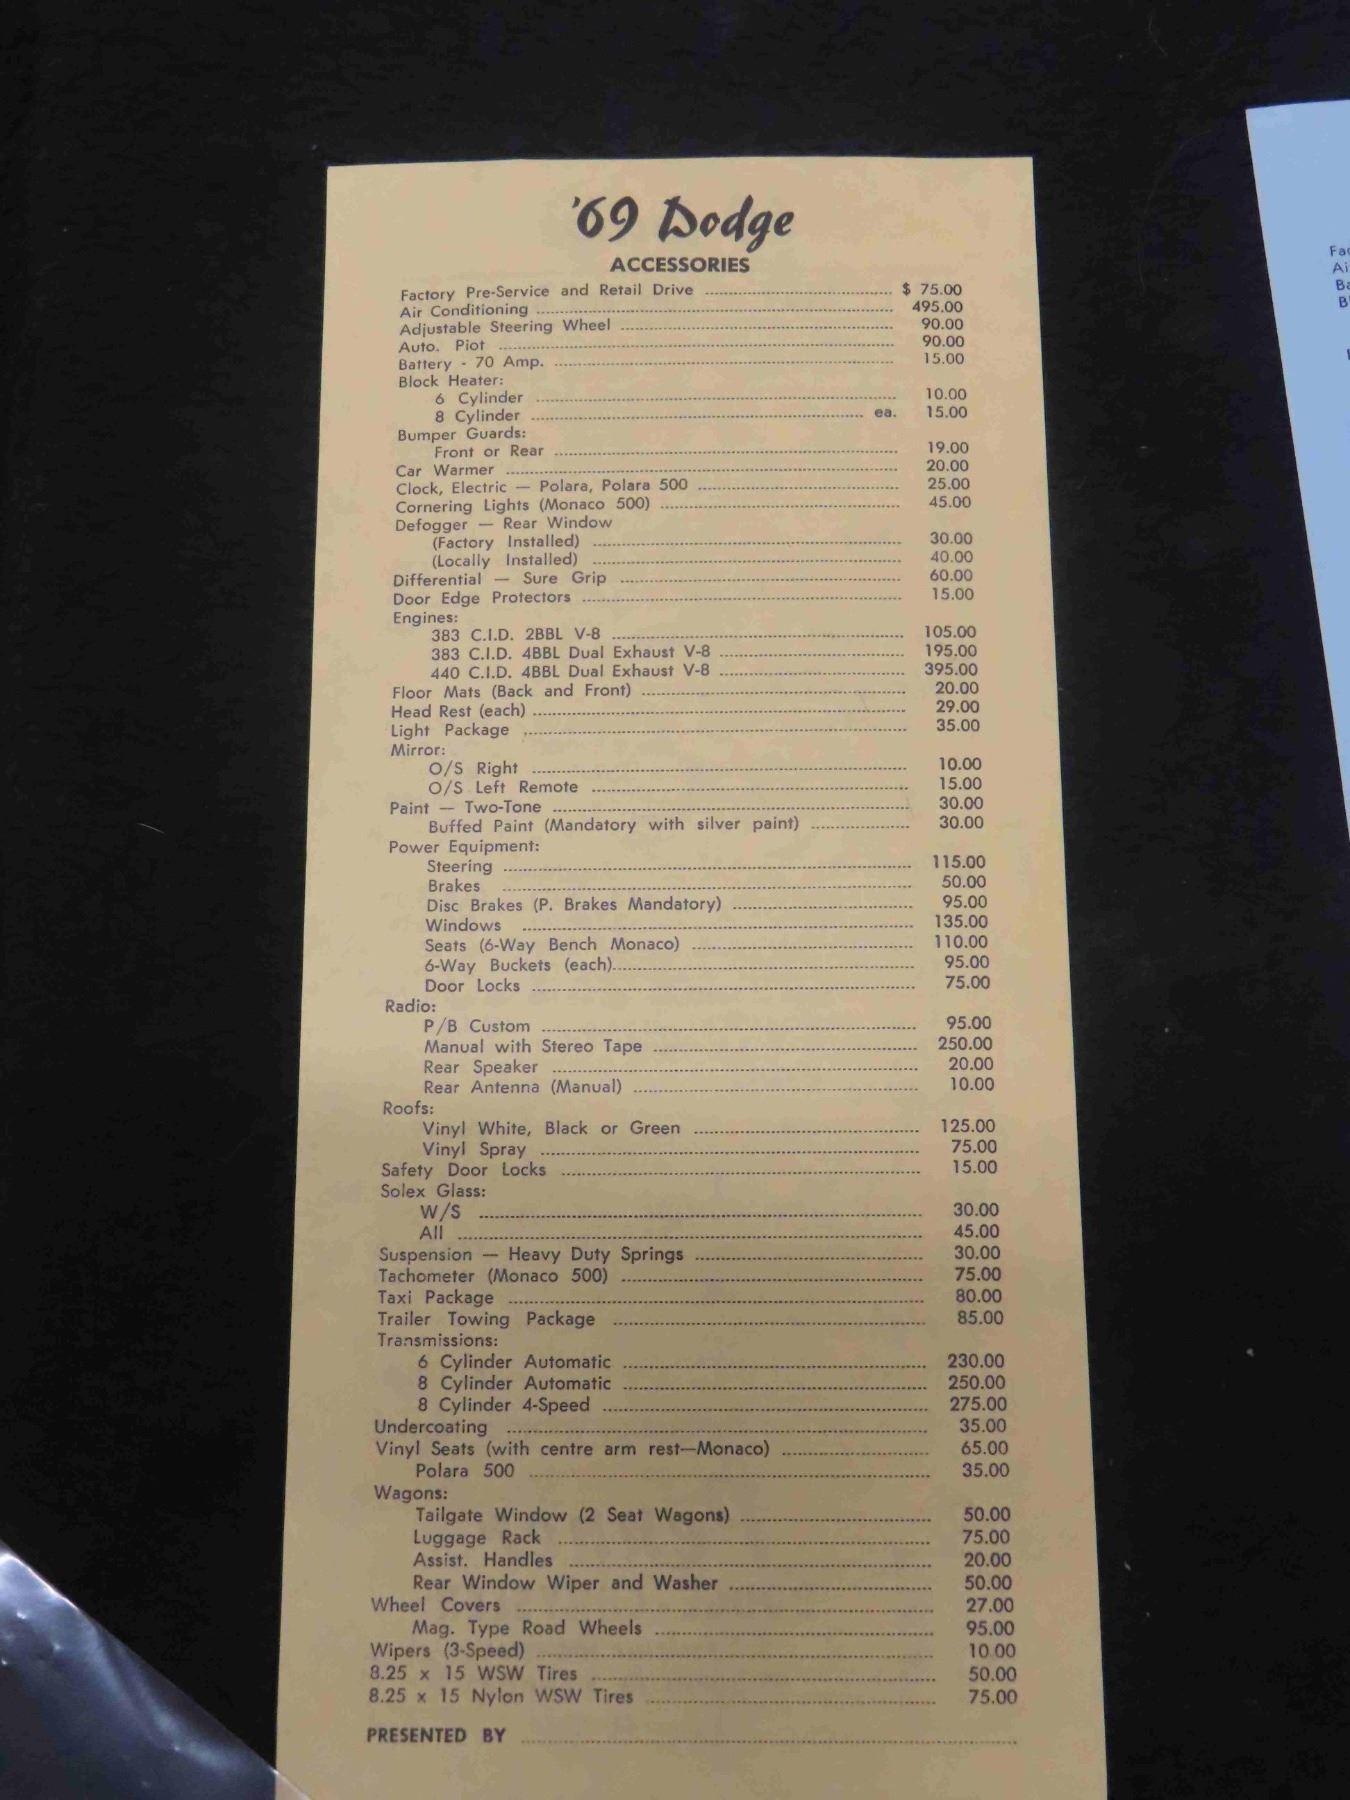 '69 Dodge
ACCESSORIES
Factory Pre-Service and Retail Drive $ 75.00
Air Conditioning 495.00
Adjustable Steering Wheel 90.00
Auto. Piot 90.00
Battery - 70 Amp. 15.00
Block Heater:
6 Cylinder 10.00
8 Cylinder ea. 15.00
Bumper Guards:
Front or Rear 19.00
Car Warmer 20.00
Clock, Electric — Polara, Polara 500 25.00
Cornering Lights (Monaco 500) 45.00
Defogger — Rear Window
(Factory Installed) 30.00
(Locally Installed) 40.00
Differential — Sure Grip 60.00
Door Edge Protectors 15.00
Engines:
383 C.I.D. 2BBL V-8 105.00
383 C.I.D. 4BBL Dual Exhaust V-8 195.00
440 C.I.D. 4BBL Dual Exhaust V-8 395.00
Floor Mats (Back and Front) 20.00
Head Rest (each) 29.00
Light Package 35.00
Mirror:
O/S Right 10.00
O/S Left Remote 15.00
Paint — Two-Tone 30.00
Buffed Paint (Mandatory with silver paint) 30.00
Power Equipment:
Steering 115.00
Brakes 50.00
Disc Brakes (P. Brakes Mandatory) 95.00
Windows 135.00
Seats (6-Way Bench Monaco) 110.00
6-Way Buckets (each) 95.00
Door Locks 75.00
Radio:
P/B Custom 95.00
Manual with Stereo Tape 250.00
Rear Speaker 20.00
Rear Antenna (Manual) 10.00
Roofs:
Vinyl White, Black or Green 125.00
Vinyl Spray 75.00
Safety Door Locks 15.00
Solex Glass:
W/S 30.00
All 45.00
Suspension — Heavy Duty Springs 30.00
Tachometer (Monaco 500) 75.00
Taxi Package 80.00
Trailer Towing Package 85.00
Transmissions:
6 Cylinder Automatic 230.00
8 Cylinder Automatic 250.00
8 Cylinder 4-Speed 275.00
Undercoating 35.00
Vinyl Seats (with centre arm rest—Monaco) 65.00
Polara 500 35.00
Wagons:
Tailgate Window (2 Seat Wagons) 50.00
Luggage Rack 75.00
Assist. Handles 20.00
Rear Window Wiper and Washer 50.00
Wheel Covers 27.00
Mag. Type Road Wheels 95.00
Wipers (3-Speed) 10.00
8.25 x 15 WSW Tires 50.00
8.25 x 15 Nylon WSW Tires 75.00
PRESENTED BY